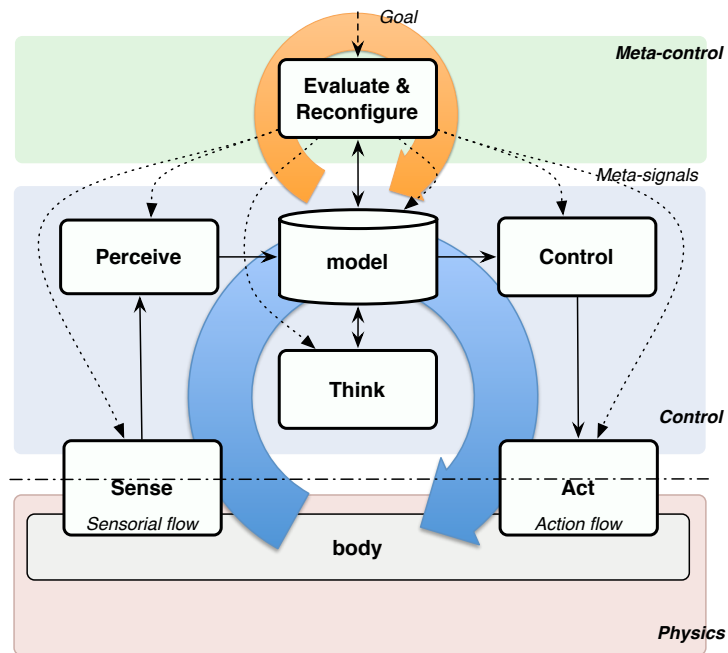 Goal
Meta-control
Evaluate &
Reconfigure
Meta-signals
Perceive
model
Control
Think
Control
Sense
Act
Sensorial flow
Action flow
body
Physics